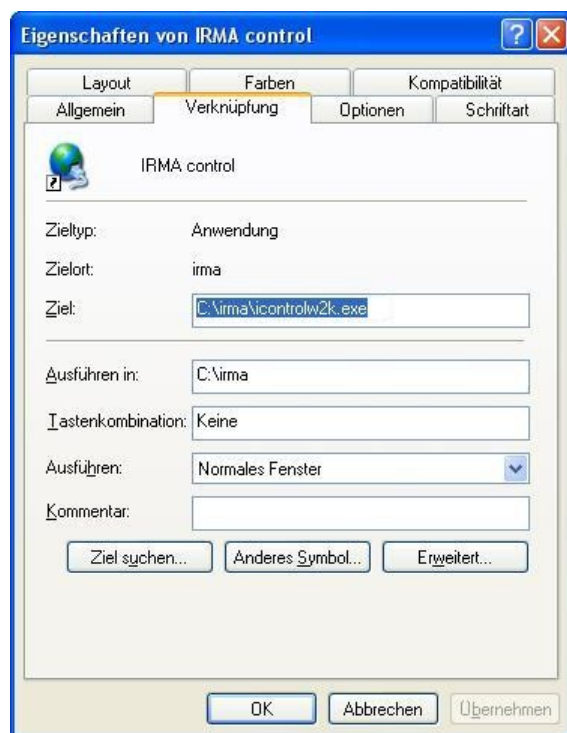 Eigenschaften von IRMA control
Layout Farben Kompatibilität
Allgemein Verknüpfung Optionen Schriftart
IRMA control
Zieltyp: Anwendung
Zielort: irma
Ziel: C:\irma\icontrolw2k.exe
Ausführen in: C:\irma
Tastenkombination: Keine
Ausführen: Normales Fenster
Kommentar:
Ziel suchen... Anderes Symbol... Erweitert...
OK Abbrechen Übernehmen